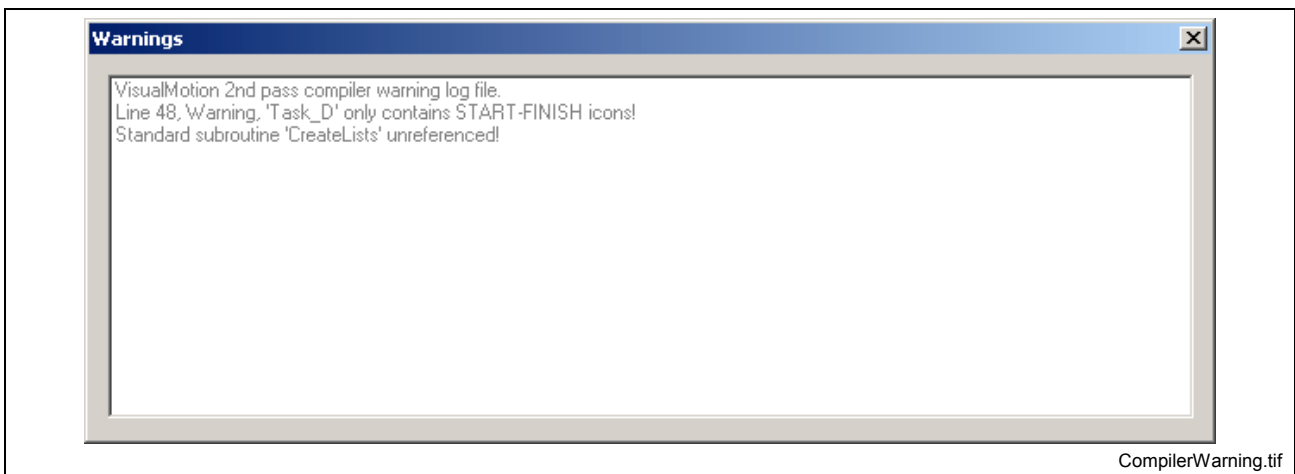 Warnings
VisualMotion 2nd pass compiler warning log file.
Line 48, Warning, 'Task_D' only contains START-FINISH icons!
Standard subroutine 'CreateLists' unreferenced!
CompilerWarning.tif